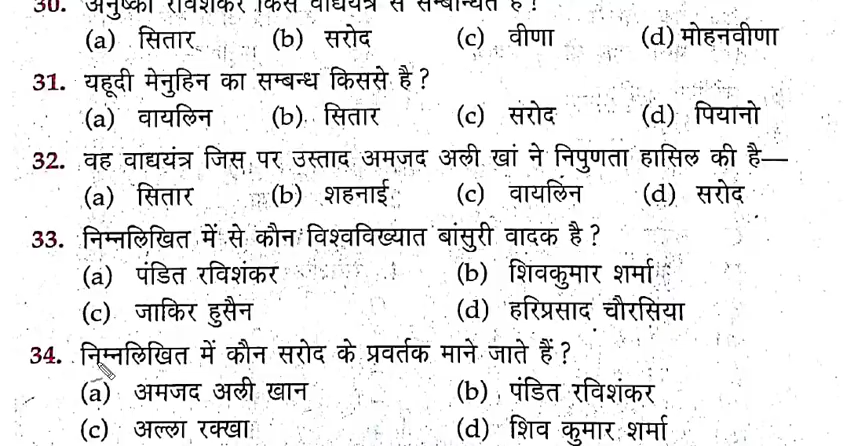 30. अनुष्का रविशंकर किस वाद्ययंत्र से सम्बन्धित है ?
(a) सितार (b) सरोद (c) वीणा (d) मोहनवीणा
31. यहूदी मेनुहिन का सम्बन्ध किससे है ?
(a) वायलिन (b) सितार (c) सरोद (d) पियानो
32. वह वाद्ययंत्र जिस पर उस्ताद अमजद अली खां ने निपुणता हासिल की है—
(a) सितार (b) शहनाई (c) वायलिन (d) सरोद
33. निम्नलिखित में से कौन विश्वविख्यात बांसुरी वादक है ?
(a) पंडित रविशंकर (b) शिवकुमार शर्मा
(c) जाकिर हुसैन (d) हरिप्रसाद चौरसिया
34. निम्नलिखित में कौन सरोद के प्रवर्तक माने जाते हैं ?
(a) अमजद अली खान (b) पंडित रविशंकर
(c) अल्ला रक्खा (d) शिव कुमार शर्मा